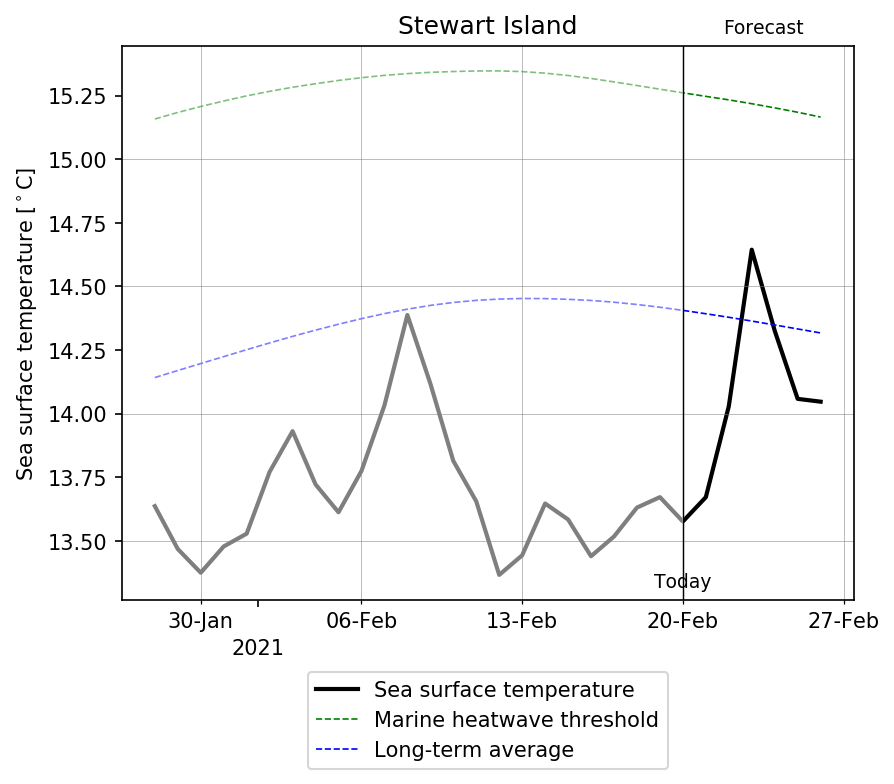 Stewart Island
Forecast
Sea surface temperature [°C]
15.25
15.00
14.75
14.50
14.25
14.00
13.75
13.50
Today
30-Jan
06-Feb
13-Feb
20-Feb
27-Feb
2021
Sea surface temperature
Marine heatwave threshold
Long-term average